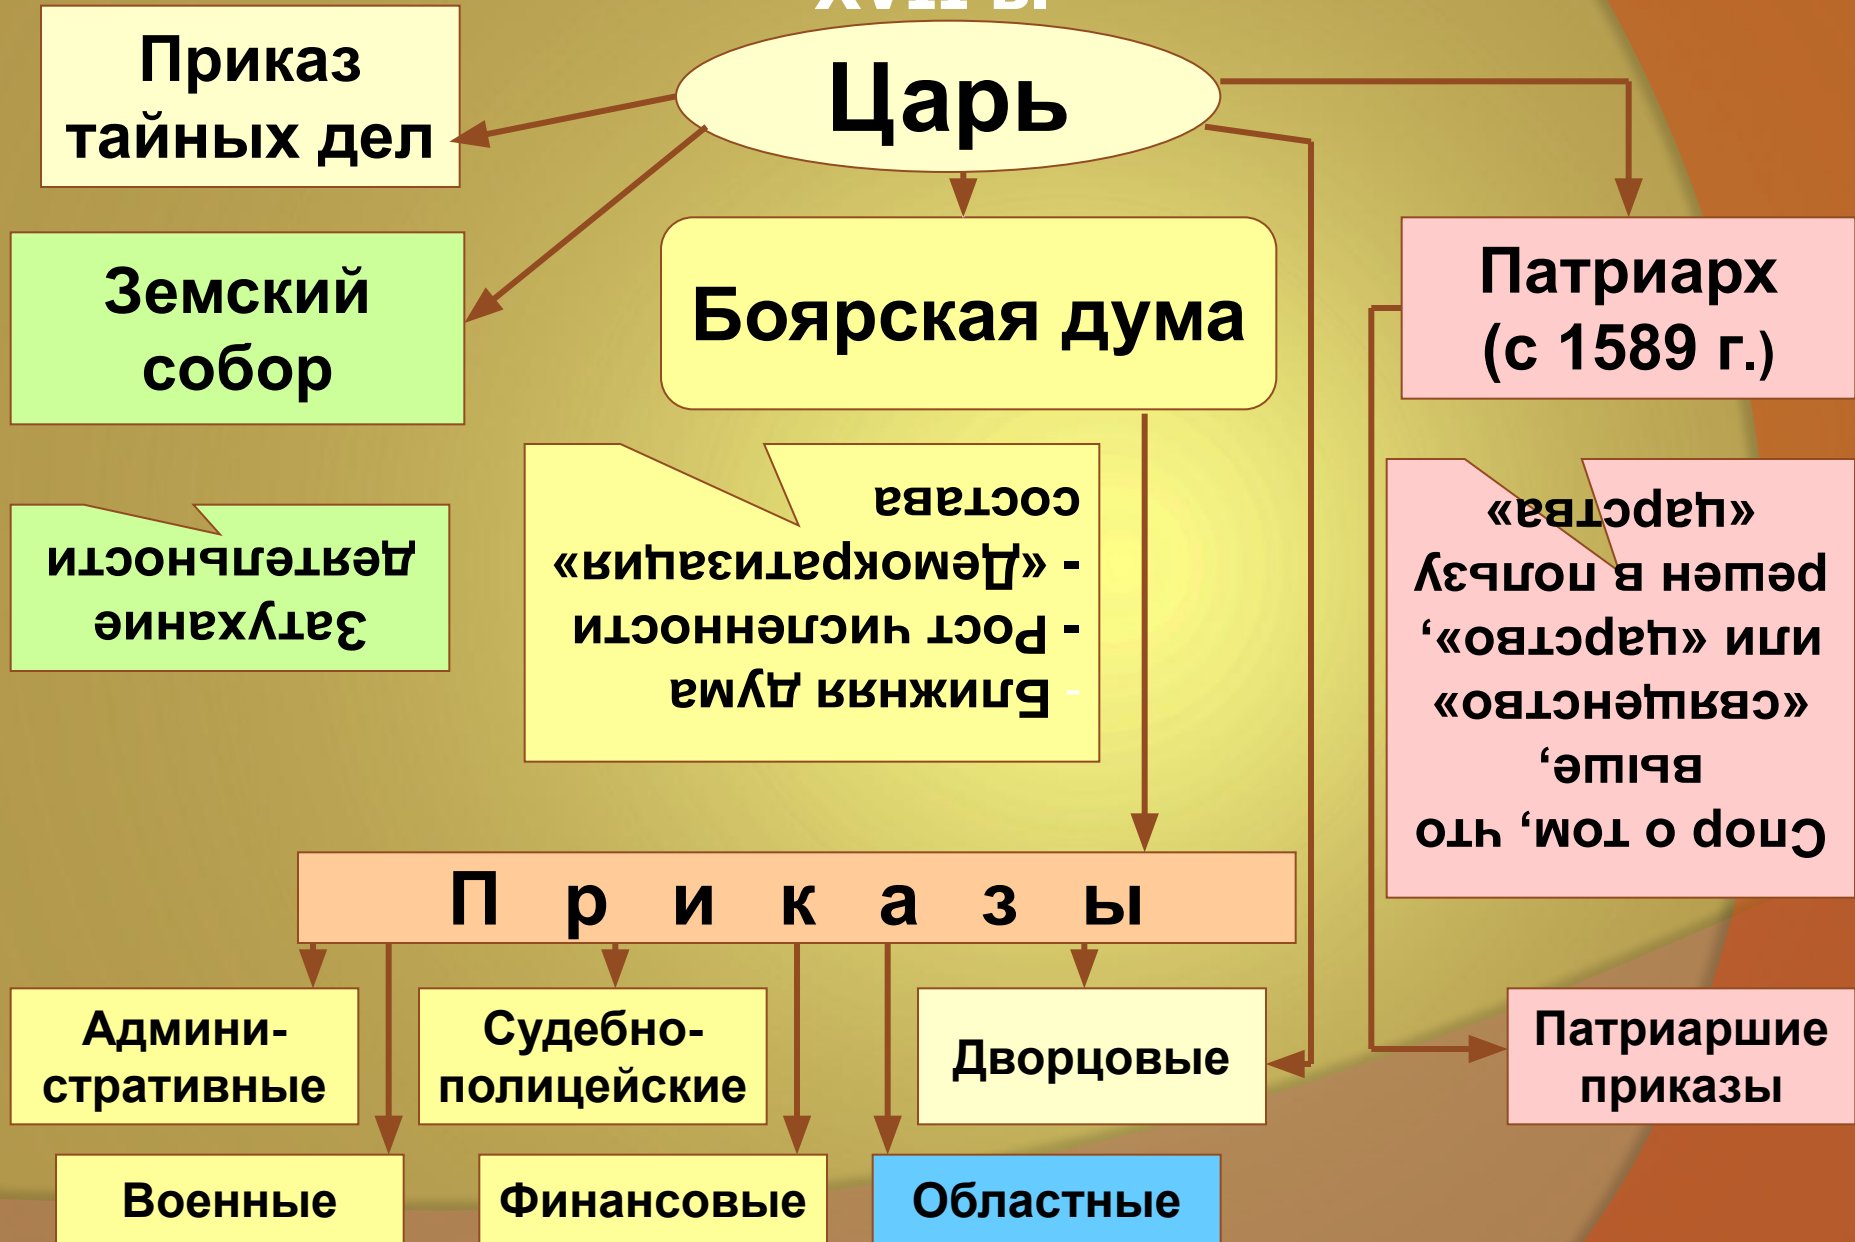 Приказ
тайных дел
Царь
Земский
собор
Боярская дума
Патриарх
(с 1589 г.)
Затухание
деятельности
- Ближняя дума
- Рост численности
- «Демократизация»
состава
Спор о том, что
выше,
«священство»
или «царство»,
решен в пользу
«царства»
П р и к а з ы
Админи-
стративные
Судебно-
полицейские
Дворцовые
Патриаршие
приказы
Военные
Финансовые
Областные